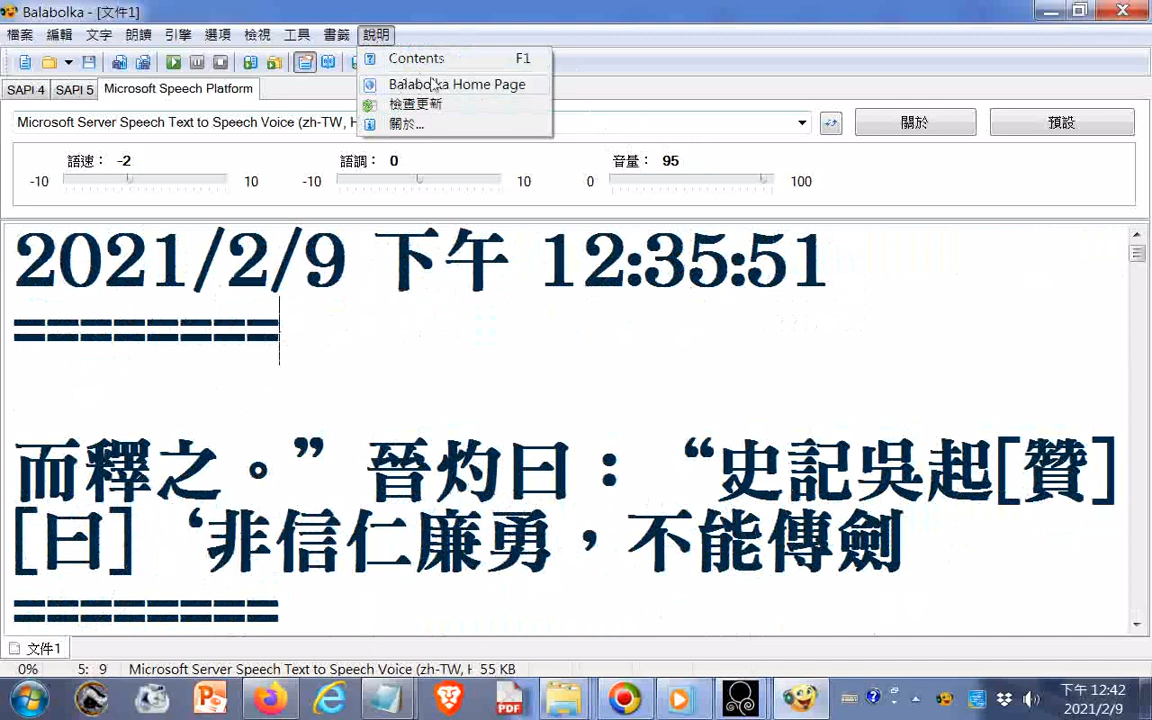 Balabolka - [文件1]
檔案 編輯 文字 朗讀 引擎 選項 檢視 工具 書籤 說明
Contents F1
Balabolka Home Page
檢查更新
關於...
SAPI 4 SAPI 5 Microsoft Speech Platform
Microsoft Server Speech Text to Speech Voice (zh-TW, H
關於 預設
語速： -2 語調： 0 音量： 95
-10 10 -10 10 0 100
2021/2/9 下午 12:35:51
=========
而釋之。”晉灼曰：“史記吳起[贊]
[曰]‘非信仁廉勇，不能傳劍
=========
文件1
0% 5: 9 Microsoft Server Speech Text to Speech Voice (zh-TW, H 55 KB
PDF
下午 12:42
2021/2/9